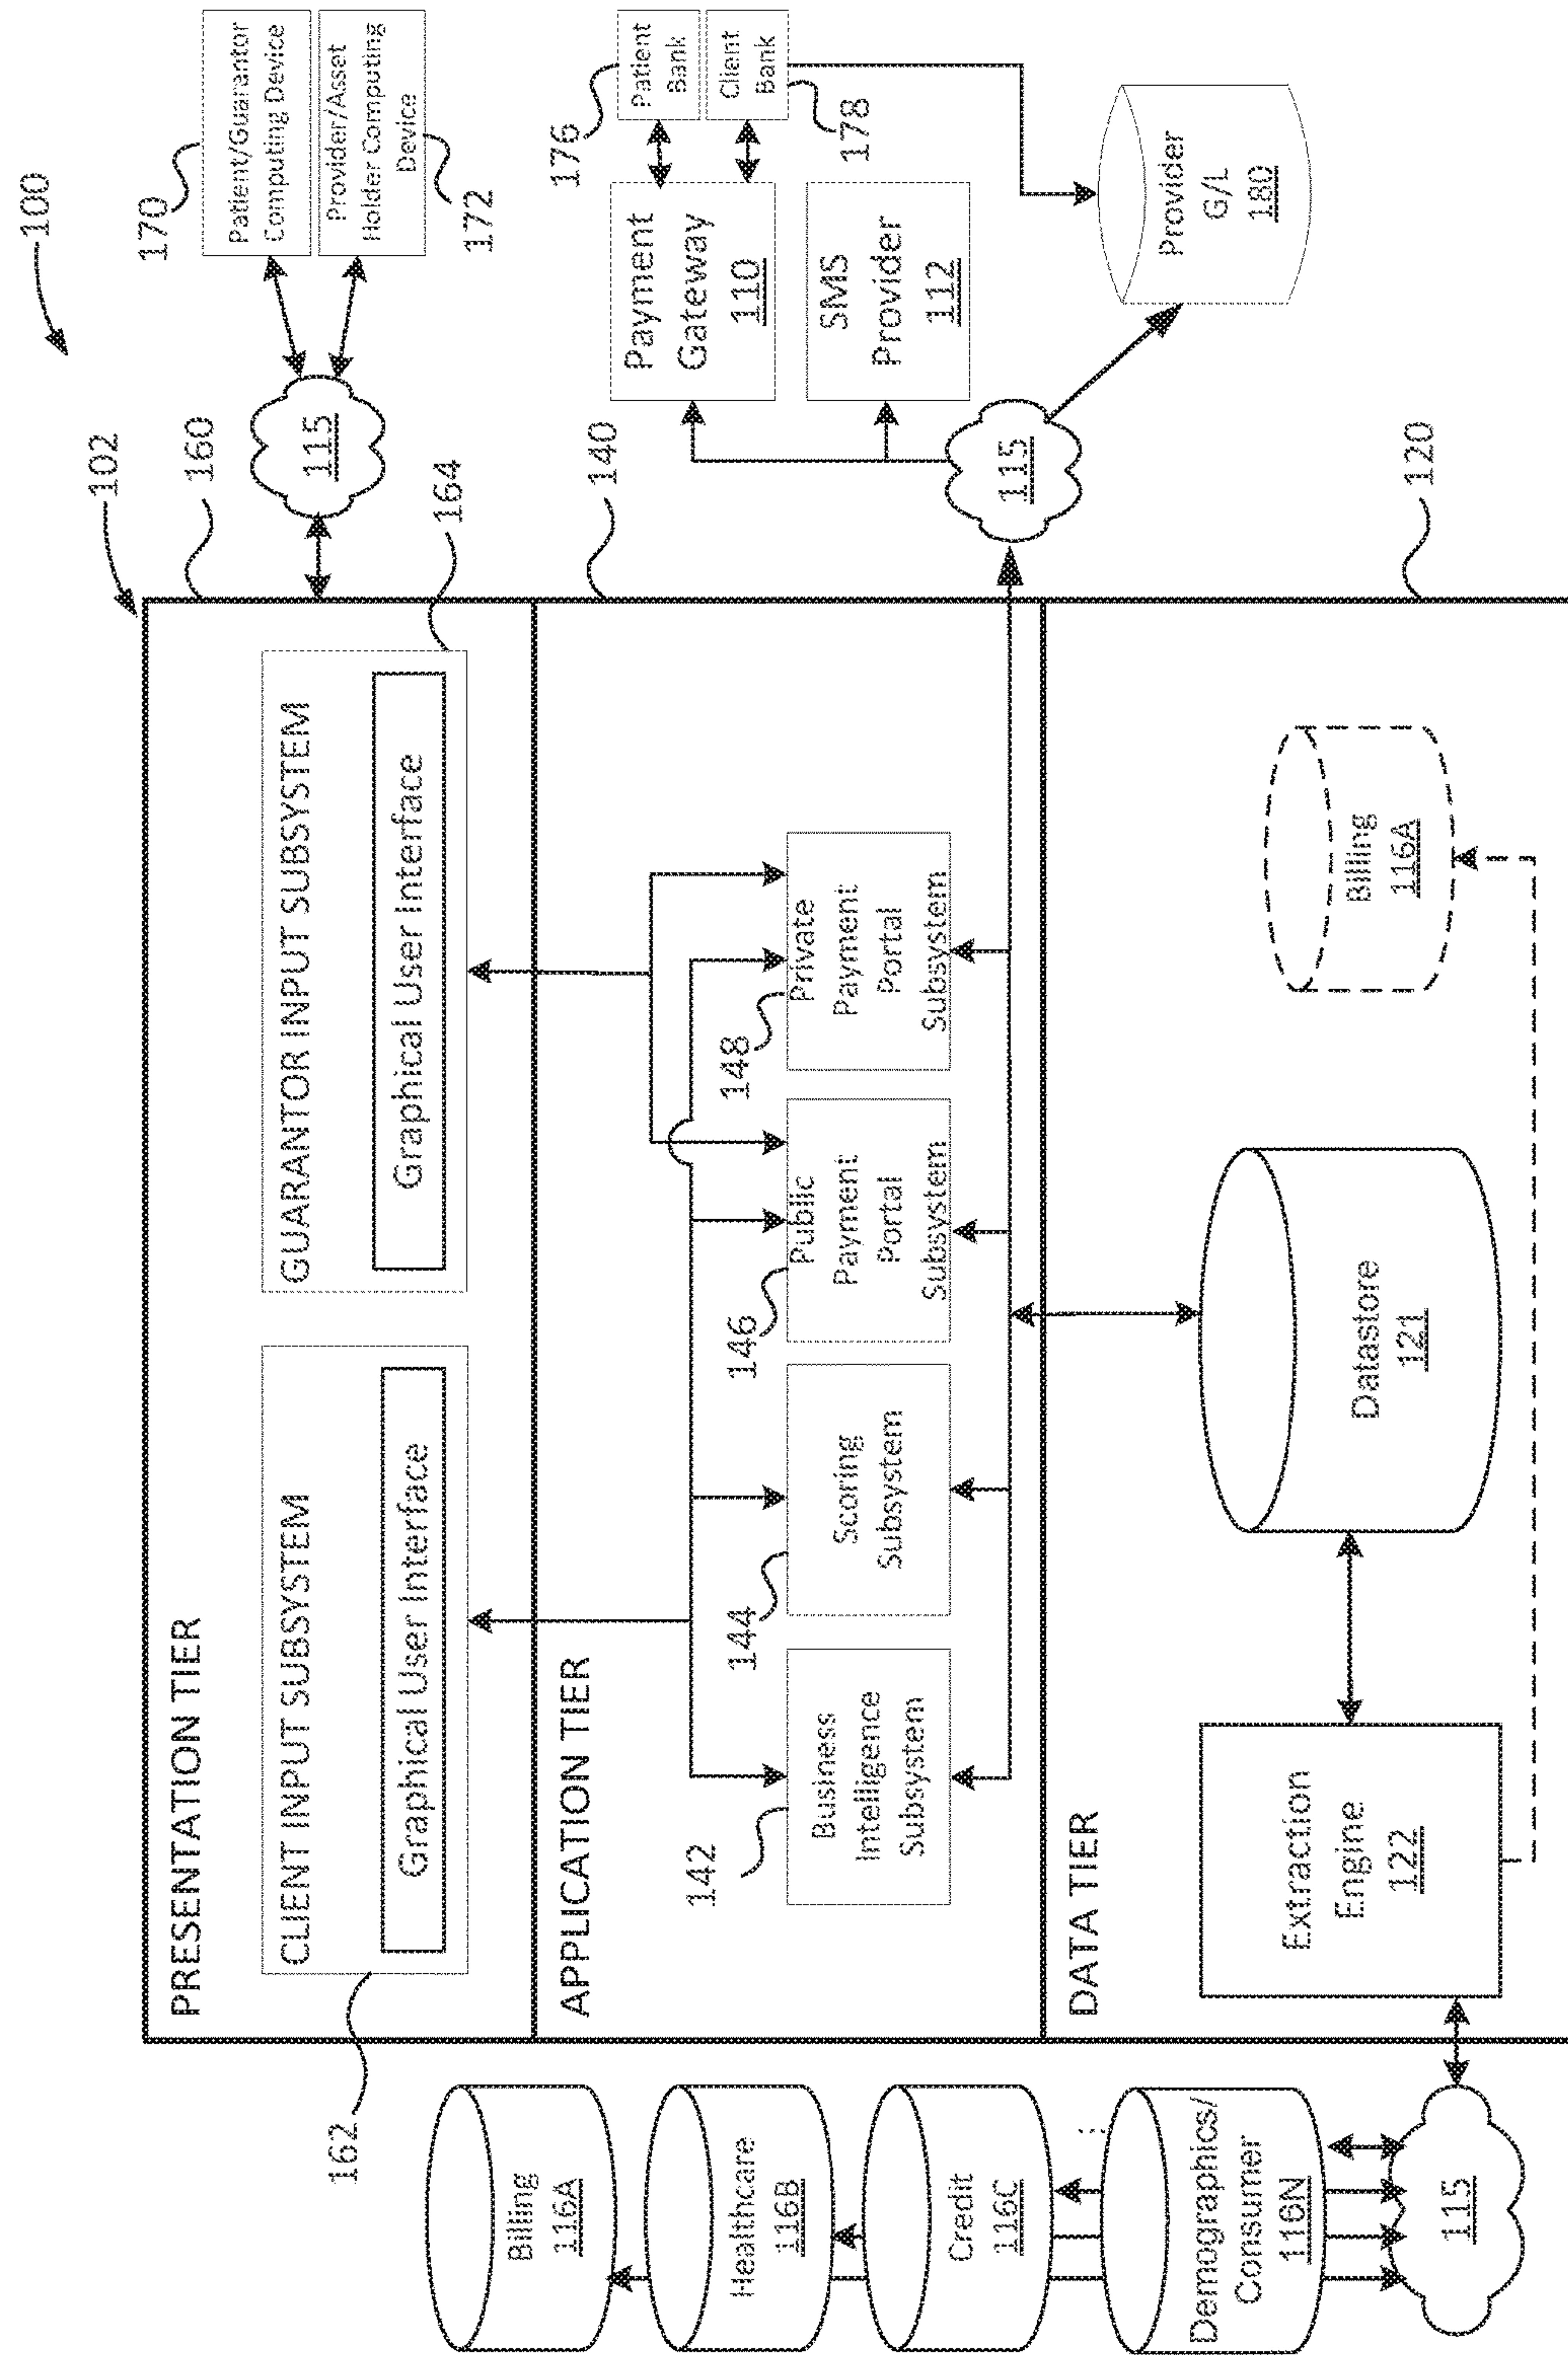 100
102
PRESENTATION TIER
160
CLIENT INPUT SUBSYSTEM
Graphical User Interface
162
GUARANTOR INPUT SUBSYSTEM
Graphical User Interface
164
115
170
Patient/Guarantor
Computing Device
Provider/Asset
Holder Computing
Device
172
APPLICATION TIER
140
142
Business
Intelligence
Subsystem
144
Scoring
Subsystem
146
Public
Payment
Portal
Subsystem
148
Private
Payment
Portal
Subsystem
176
Patient
Bank
Client
Bank
178
Payment
Gateway
110
SMS
Provider
112
115
Provider
G/L
180
DATA TIER
120
Extraction
Engine
122
Datastore
121
Billing
116A
Billing
116A
Healthcare
116B
Credit
116C
Demographics/
Consumer
116N
115